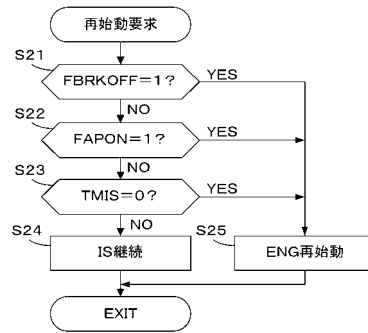 再始動要求
S21
FBRKOFF=1?
YES
NO
S22
FAPON=1?
YES
NO
S23
TMIS=0?
YES
NO
S24
IS継続
S25
ENG再始動
EXIT